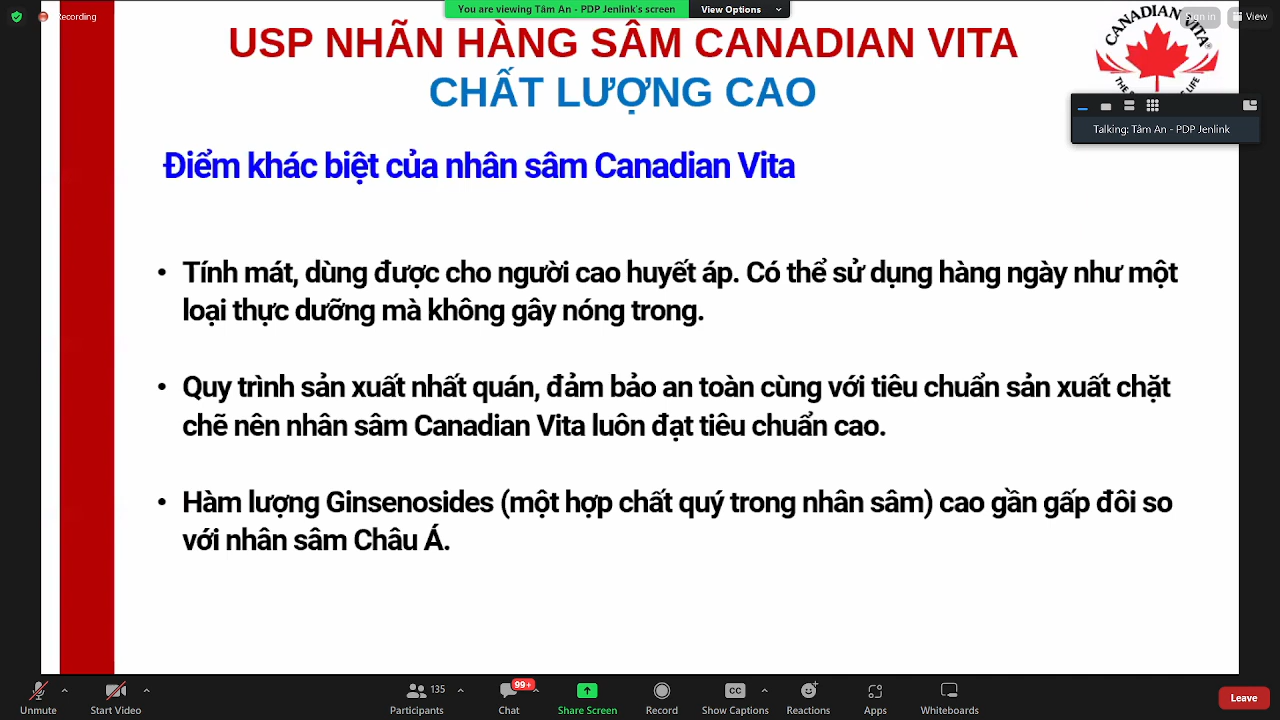 Recording
You are viewing Tâm An - PDP Jenlink's screen
View Options
Sign in
View
USP NHÃN HÀNG SÂM CANADIAN VITA
CHẤT LƯỢNG CAO
CANADIAN VITA®
LIFE
Talking: Tâm An - PDP Jenlink
Điểm khác biệt của nhân sâm Canadian Vita
• Tính mát, dùng được cho người cao huyết áp. Có thể sử dụng hàng ngày như một
loại thực dưỡng mà không gây nóng trong.
• Quy trình sản xuất nhất quán, đảm bảo an toàn cùng với tiêu chuẩn sản xuất chặt
chẽ nên nhân sâm Canadian Vita luôn đạt tiêu chuẩn cao.
• Hàm lượng Ginsenosides (một hợp chất quý trong nhân sâm) cao gần gấp đôi so
với nhân sâm Châu Á.
135
99+
CC
Unmute
Start Video
Participants
Chat
Share Screen
Record
Show Captions
Reactions
Apps
Whiteboards
Leave